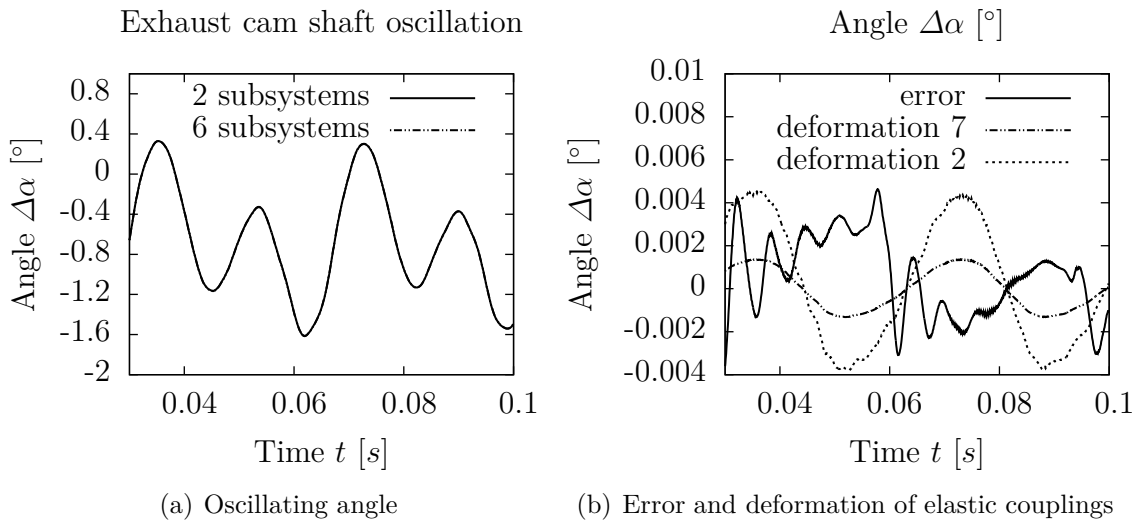 Exhaust cam shaft oscillation
Angle Δα [°]
0.8
0.4
0
-0.4
-0.8
-1.2
-1.6
-2
0.04
0.06
0.08
0.1
Time t [s]
2 subsystems
6 subsystems
(a) Oscillating angle
Angle Δα [°]
Angle Δα [°]
0.01
0.008
0.006
0.004
0.002
0
-0.002
-0.004
0.04
0.06
0.08
0.1
Time t [s]
error
deformation 7
deformation 2
(b) Error and deformation of elastic couplings